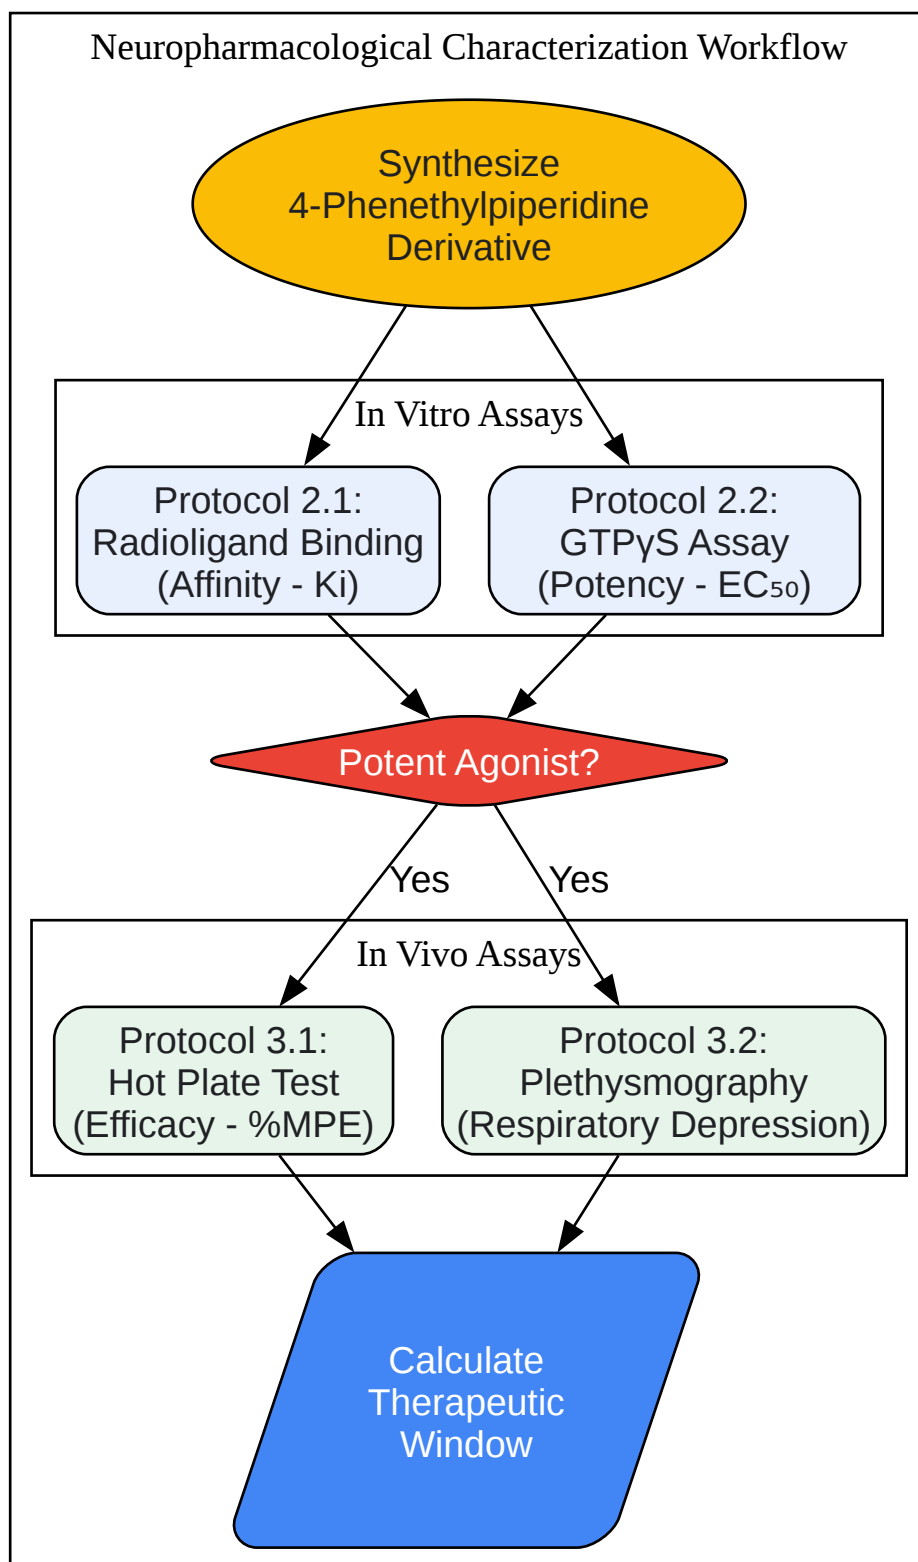 Neuropharmacological Characterization Workflow
Synthesize
4-Phenethylpiperidine
Derivative
In Vitro Assays
Protocol 2.1:
Radioligand Binding
(Affinity - Ki)
Protocol 2.2:
GTPγS Assay
(Potency - EC₅₀)
Potent Agonist?
Yes
Yes
In Vivo Assays
Protocol 3.1:
Hot Plate Test
(Efficacy - %MPE)
Protocol 3.2:
Plethysmography
(Respiratory Depression)
Calculate
Therapeutic
Window